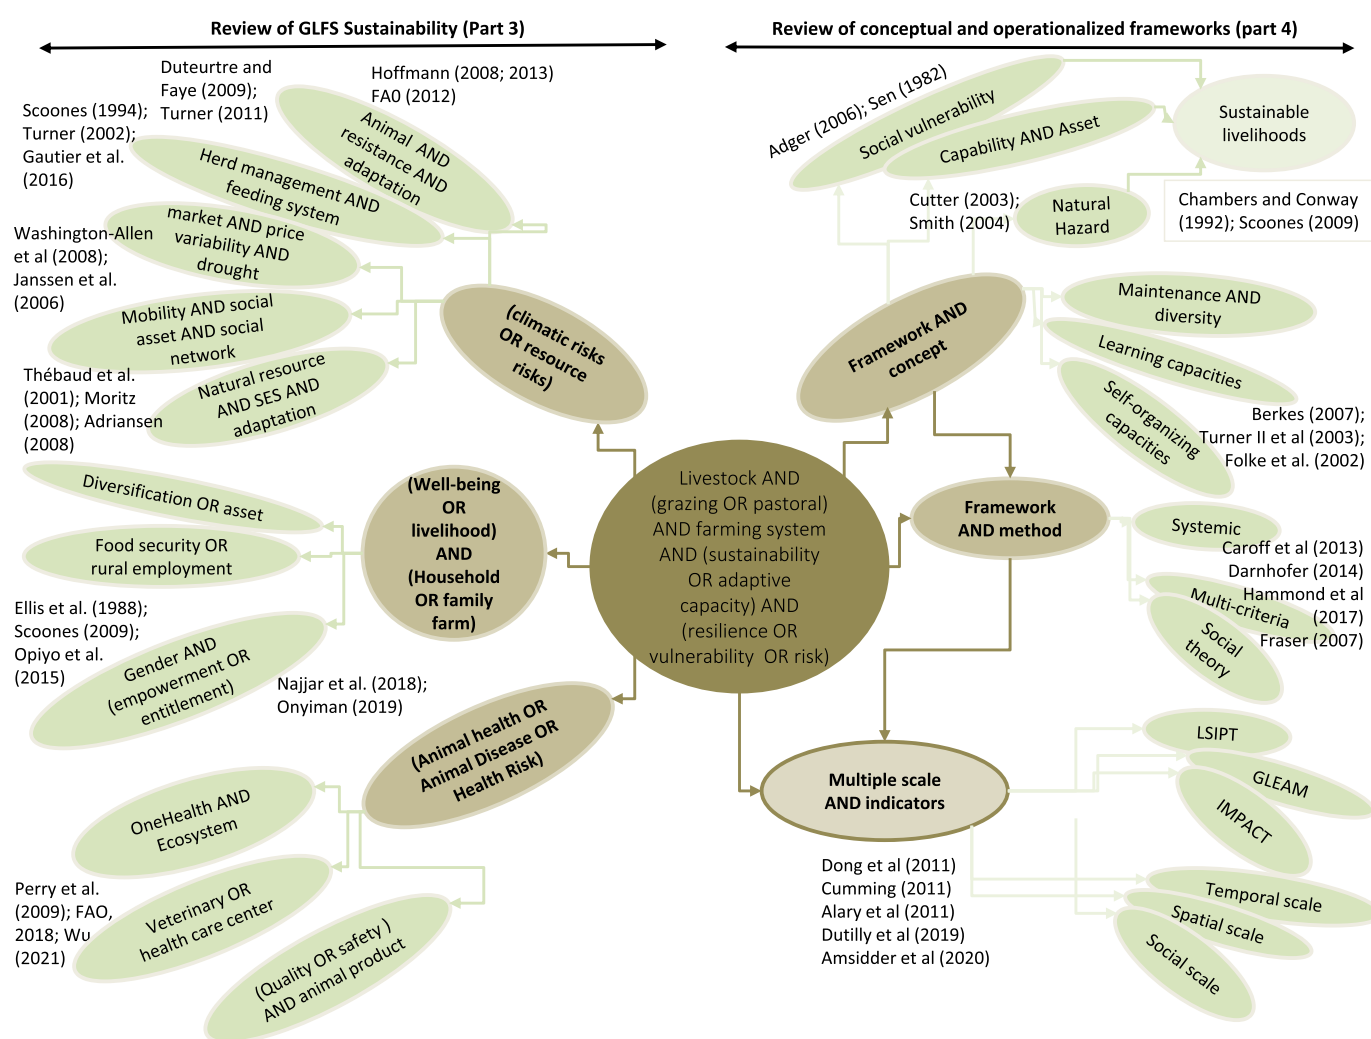 Review of GLFS Sustainability (Part 3)
Review of conceptual and operationalized frameworks (part 4)
Duteurtre and
Faye (2009);
Turner (2011)
Hoffmann (2008; 2013)
FA0 (2012)
Scoones (1994);
Turner (2002);
Gautier et al.
(2016)
Animal AND
resistance AND
adaptation
Herd management AND
feeding system
market AND price
variability AND
drought
Washington-Allen
et al (2008);
Janssen et al.
(2006)
Mobility AND social
asset AND social
network
Natural resource
AND SES AND
adaptation
Thébaud et al.
(2001); Moritz
(2008); Adriansen
(2008)
(climatic risks
OR resource
risks)
Diversification OR asset
Food security OR
rural employment
Gender AND
(empowerment OR
entitlement)
Ellis et al. (1988);
Scoones (2009);
Opiyo et al.
(2015)
Najjar et al. (2018);
Onyiman (2019)
(Well-being
OR
livelihood)
AND
(Household
OR family
farm)
(Animal health OR
Animal Disease OR
Health Risk)
OneHealth AND
Ecosystem
Veterinary OR
health care center
(Quality OR safety )
AND animal product
Perry et al.
(2009); FAO,
2018; Wu
(2021)
Livestock AND
(grazing OR pastoral)
AND farming system
AND (sustainability
OR adaptive
capacity) AND
(resilience OR
vulnerability  OR risk)
Adger (2006); Sen (1982)
Social vulnerability
Capability AND Asset
Sustainable
livelihoods
Cutter (2003);
Smith (2004)
Natural
Hazard
Chambers and Conway
(1992); Scoones (2009)
Framework AND
concept
Maintenance AND
diversity
Learning capacities
Self-organizing
capacities
Berkes (2007);
Turner II et al (2003);
Folke et al. (2002)
Framework
AND method
Systemic
Multi-criteria
Social
theory
Caroff et al (2013)
Darnhofer (2014)
Hammond et al
(2017)
Fraser (2007)
Multiple scale
AND indicators
LSIPT
GLEAM
IMPACT
Temporal scale
Spatial scale
Social scale
Dong et al (2011)
Cumming (2011)
Alary et al (2011)
Dutilly et al (2019)
Amsidder et al (2020)